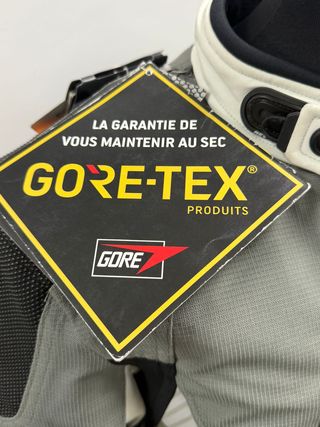 LA GARANTIE DE
VOUS MAINTENIR AU SEC
GORE-TEX®
PRODUITS
GORE